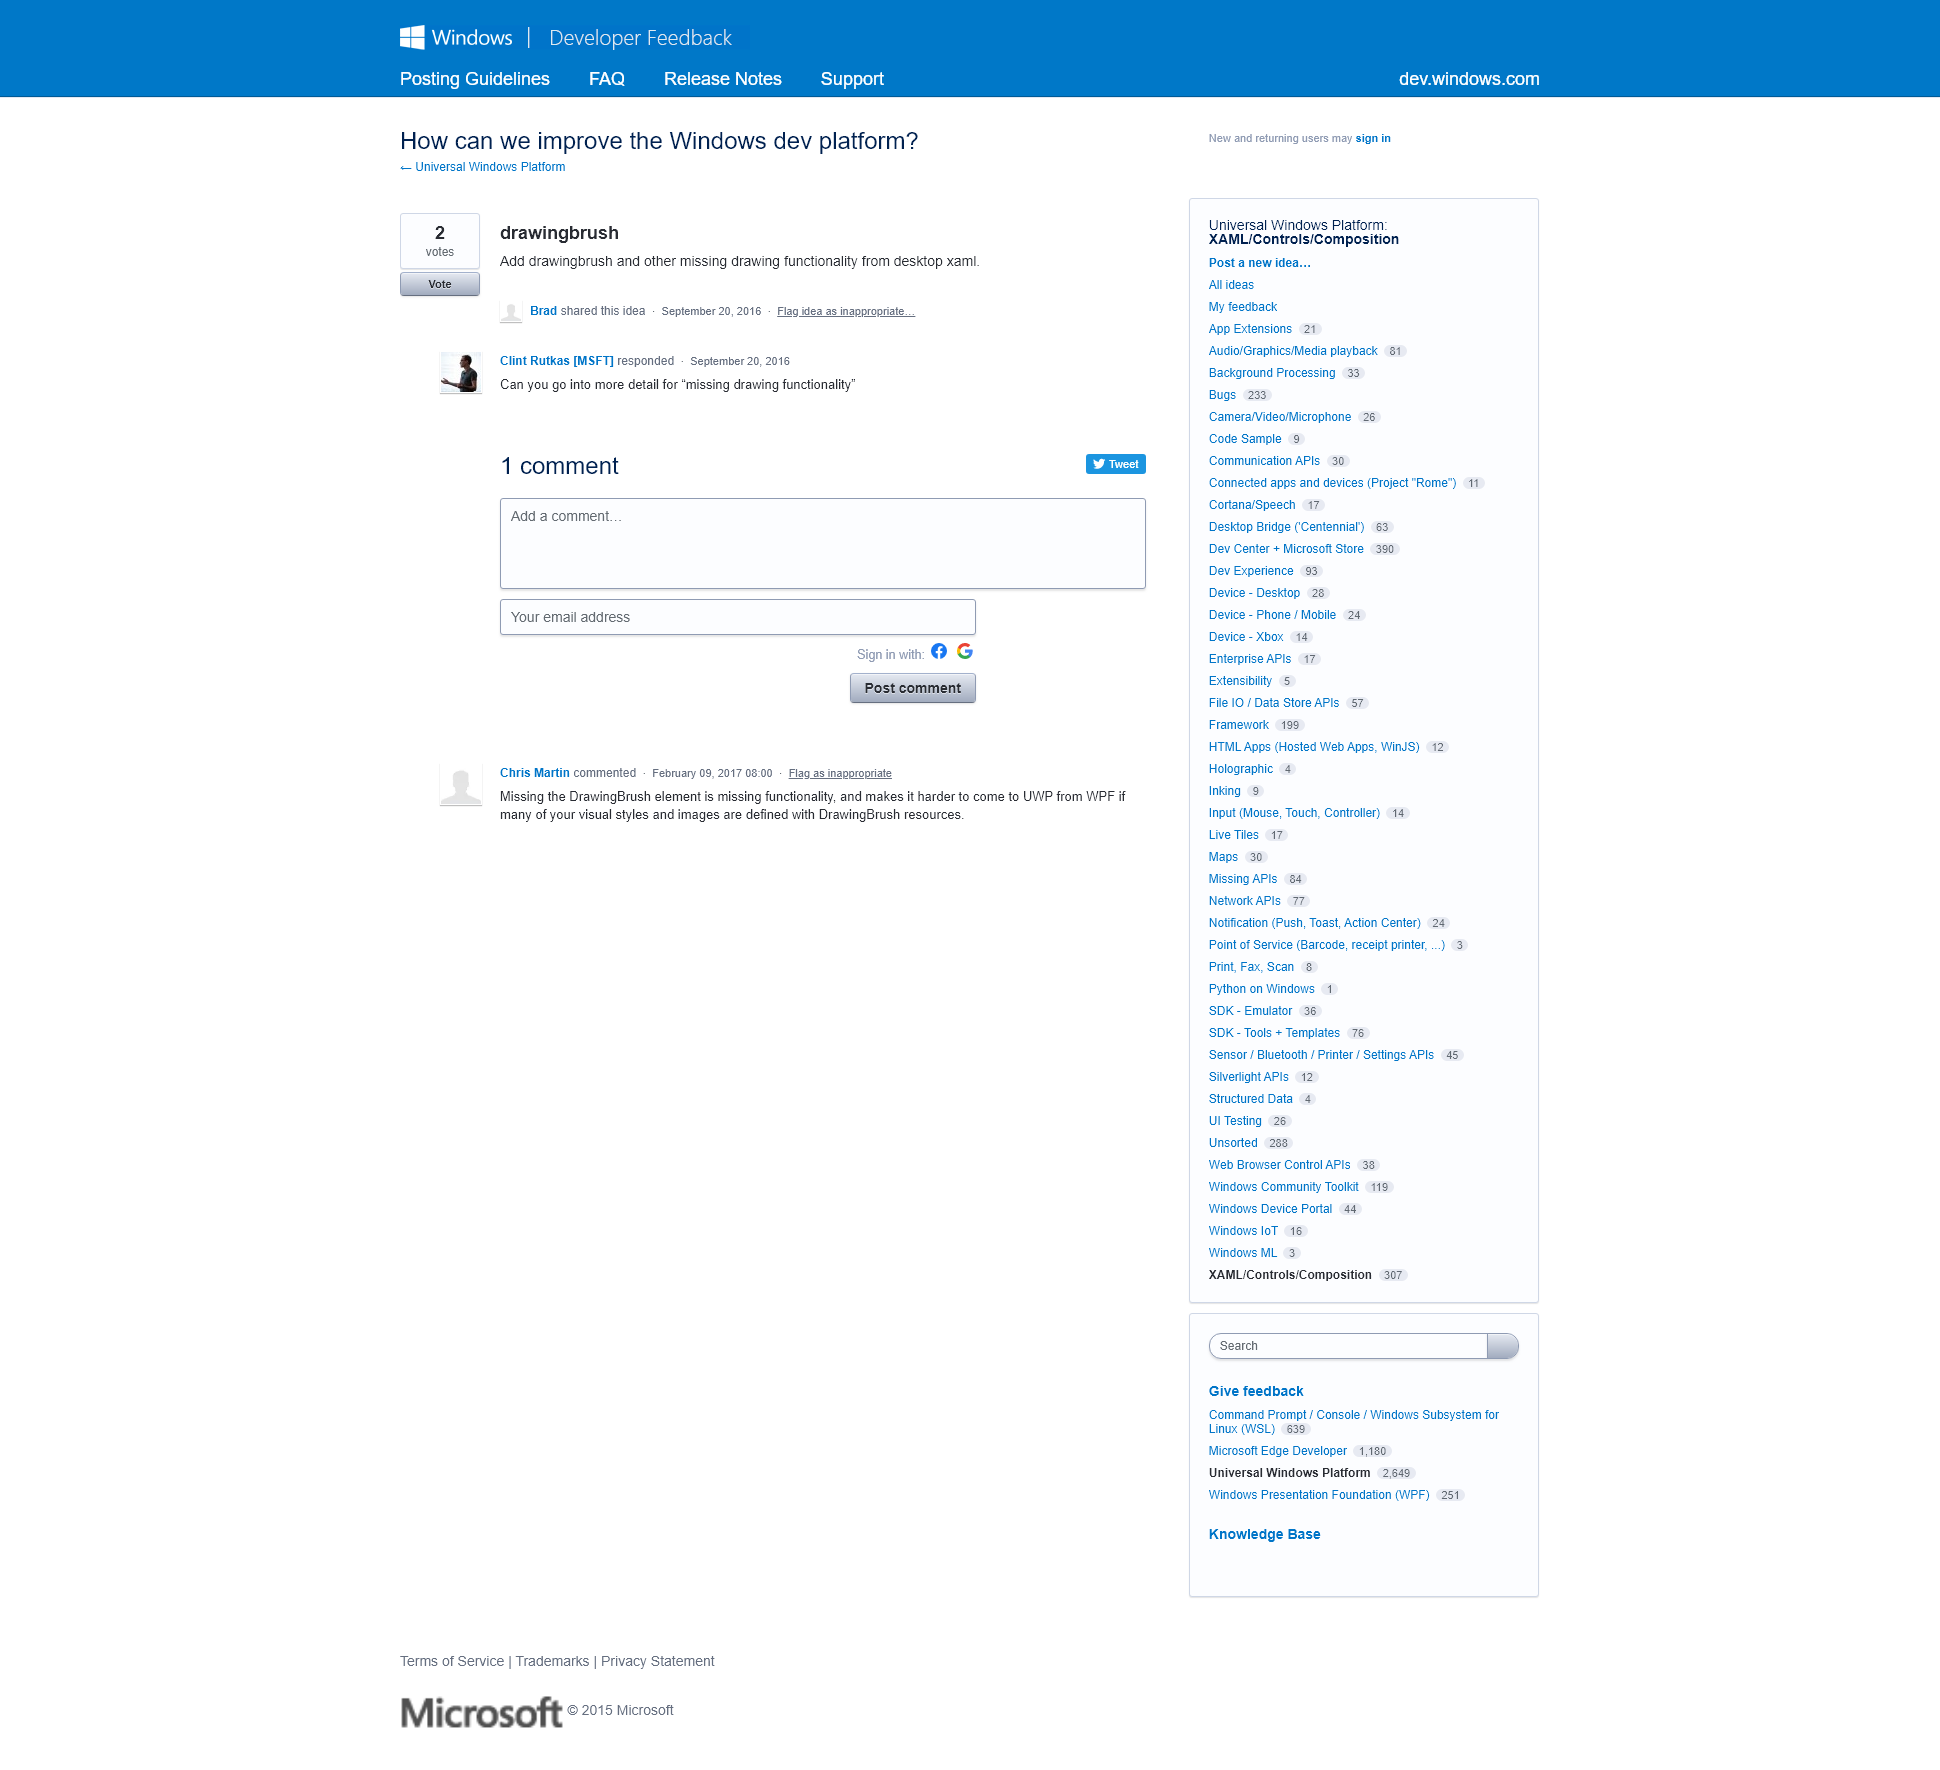 Windows | Developer Feedback
Posting Guidelines FAQ Release Notes Support dev.windows.com
How can we improve the Windows dev platform?
← Universal Windows Platform
New and returning users may sign in
2
votes
Vote
drawingbrush
Add drawingbrush and other missing drawing functionality from desktop xaml.
Brad shared this idea · September 20, 2016 · Flag idea as inappropriate…
Clint Rutkas [MSFT] responded · September 20, 2016
Can you go into more detail for “missing drawing functionality”
1 comment
Tweet
Add a comment…
Your email address
Sign in with:
Post comment
Chris Martin commented · February 09, 2017 08:00 · Flag as inappropriate
Missing the DrawingBrush element is missing functionality, and makes it harder to come to UWP from WPF if
many of your visual styles and images are defined with DrawingBrush resources.
Universal Windows Platform:
XAML/Controls/Composition
Post a new idea…
All ideas
My feedback
App Extensions 21
Audio/Graphics/Media playback 81
Background Processing 33
Bugs 233
Camera/Video/Microphone 26
Code Sample 9
Communication APIs 30
Connected apps and devices (Project "Rome") 11
Cortana/Speech 17
Desktop Bridge ('Centennial') 63
Dev Center + Microsoft Store 390
Dev Experience 93
Device - Desktop 28
Device - Phone / Mobile 24
Device - Xbox 14
Enterprise APIs 17
Extensibility 5
File IO / Data Store APIs 57
Framework 199
HTML Apps (Hosted Web Apps, WinJS) 12
Holographic 4
Inking 9
Input (Mouse, Touch, Controller) 14
Live Tiles 17
Maps 30
Missing APIs 84
Network APIs 77
Notification (Push, Toast, Action Center) 24
Point of Service (Barcode, receipt printer, ...) 3
Print, Fax, Scan 8
Python on Windows 1
SDK - Emulator 36
SDK - Tools + Templates 76
Sensor / Bluetooth / Printer / Settings APIs 45
Silverlight APIs 12
Structured Data 4
UI Testing 26
Unsorted 288
Web Browser Control APIs 38
Windows Community Toolkit 119
Windows Device Portal 44
Windows IoT 16
Windows ML 3
XAML/Controls/Composition 307
Search
Give feedback
Command Prompt / Console / Windows Subsystem for
Linux (WSL) 639
Microsoft Edge Developer 1,180
Universal Windows Platform 2,649
Windows Presentation Foundation (WPF) 251
Knowledge Base
Terms of Service | Trademarks | Privacy Statement
Microsoft © 2015 Microsoft